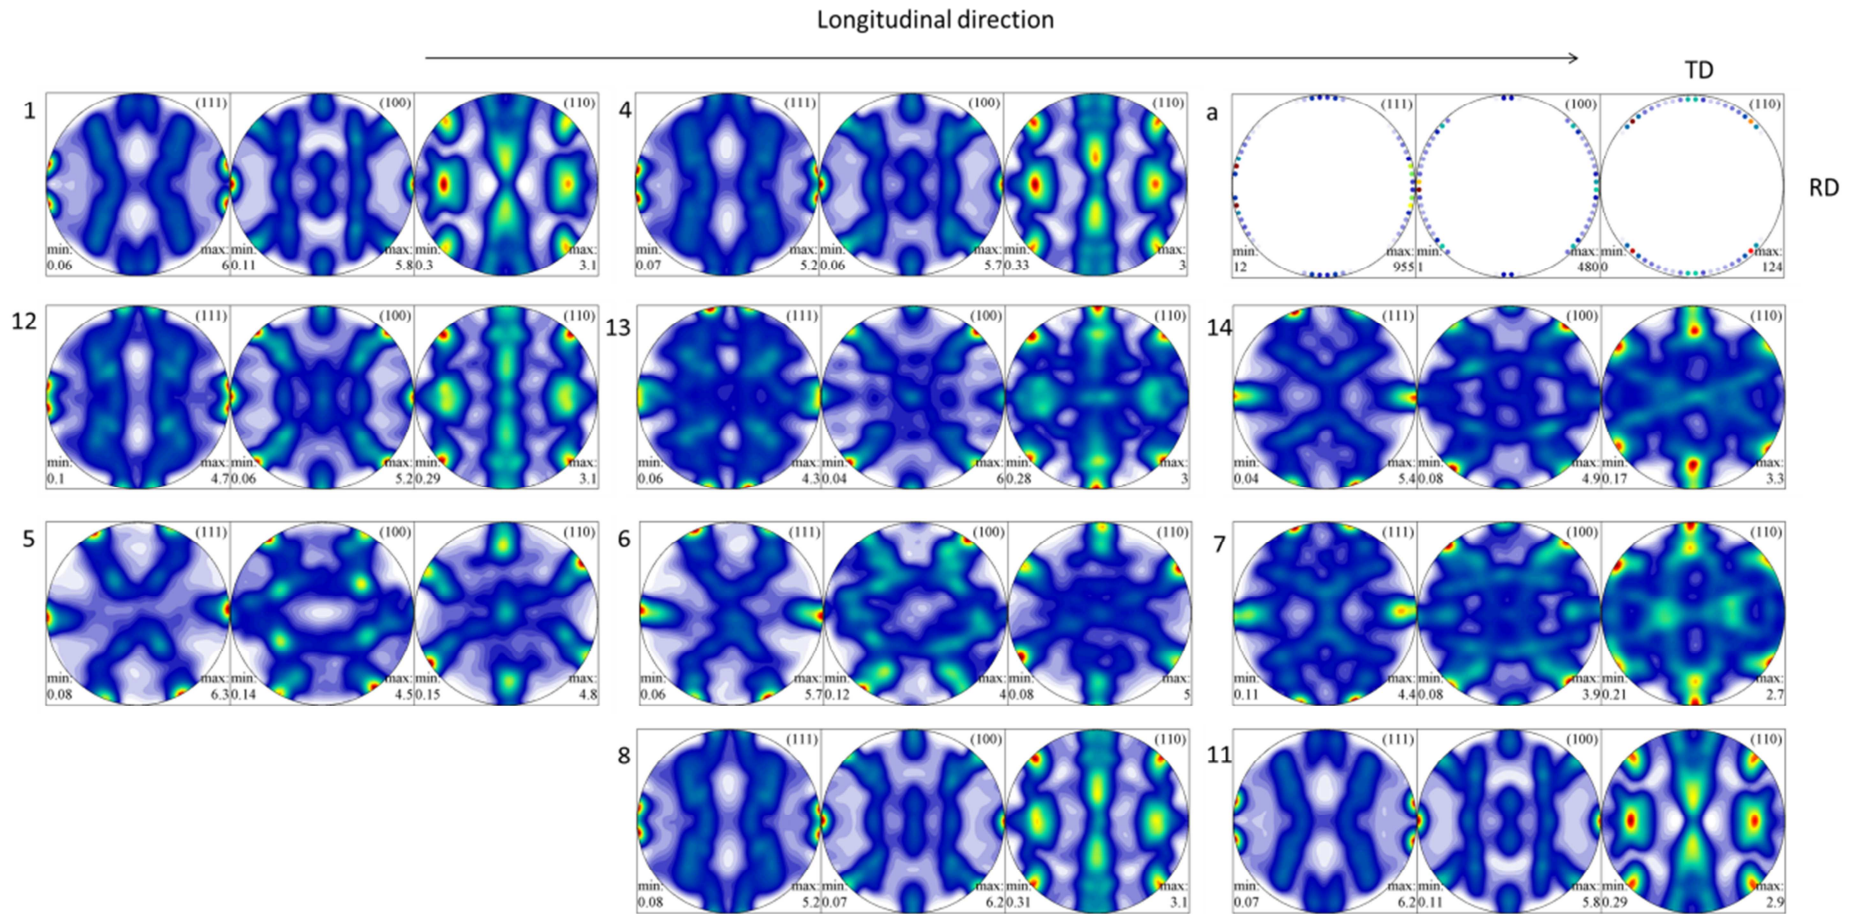 Longitudinal direction
TD
RD
1 (111) (100) (110)
min: 0.06 max: 6 min: 0.11 max: 5.8 min: 0.3 max: 3.1
4 (111) (100) (110)
min: 0.07 max: 5.2 min: 0.06 max: 5.7 min: 0.33 max: 3
a (111) (100) (110)
min: 12 max: 955 min: 1 max: 480 min: 0 max: 124
12 (111) (100) (110)
min: 0.1 max: 4.7 min: 0.06 max: 5.2 min: 0.29 max: 3.1
13 (111) (100) (110)
min: 0.06 max: 4.3 min: 0.04 max: 6 min: 0.28 max: 3
14 (111) (100) (110)
min: 0.04 max: 5.4 min: 0.08 max: 4.9 min: 0.17 max: 3.3
5 (111) (100) (110)
min: 0.08 max: 6.3 min: 0.14 max: 4.5 min: 0.15 max: 4.8
6 (111) (100) (110)
min: 0.06 max: 5.7 min: 0.12 max: 4 min: 0.08 max: 5
7 (111) (100) (110)
min: 0.11 max: 4.4 min: 0.08 max: 3.9 min: 0.21 max: 2.7
8 (111) (100) (110)
min: 0.08 max: 5.2 min: 0.07 max: 6.2 min: 0.31 max: 3.1
11 (111) (100) (110)
min: 0.07 max: 6.2 min: 0.11 max: 5.8 min: 0.29 max: 2.9